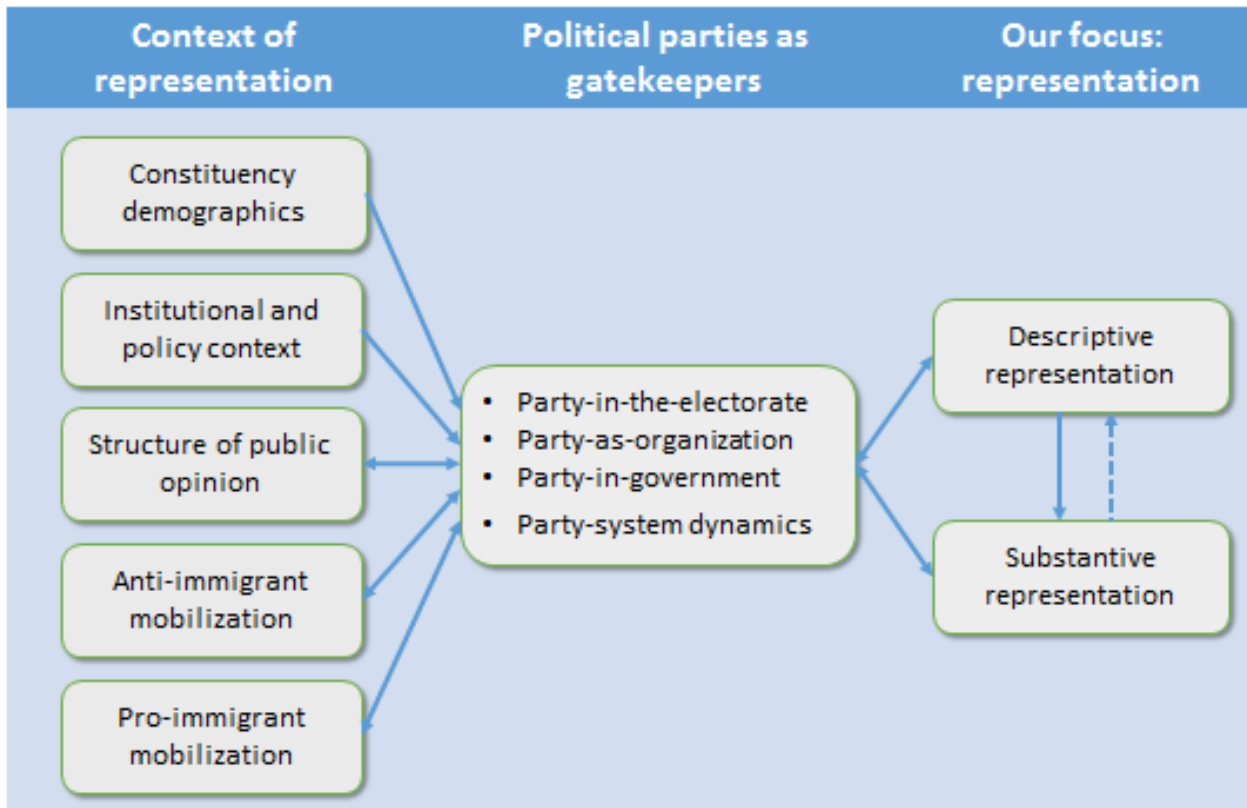 Context of
representation
Political parties as
gatekeepers
Our focus:
representation
Constituency
demographics
Institutional and
policy context
Structure of public
opinion
Anti-immigrant
mobilization
Pro-immigrant
mobilization
• Party-in-the-electorate
• Party-as-organization
• Party-in-government
• Party-system dynamics
Descriptive
representation
Substantive
representation